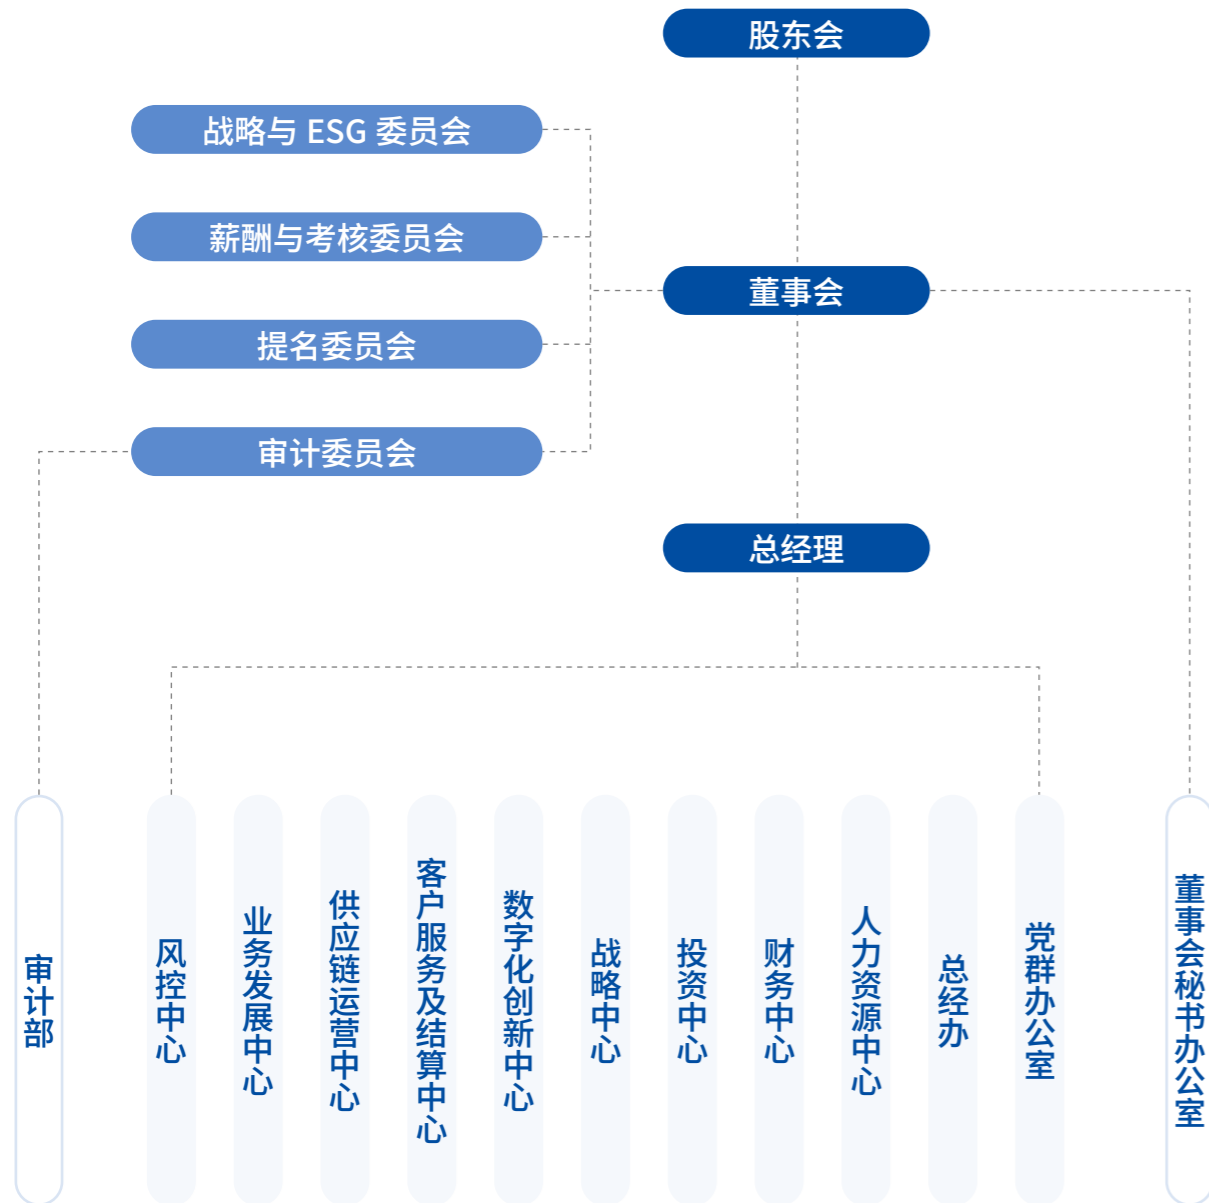 股东会
战略与 ESG 委员会
薪酬与考核委员会
董事会
提名委员会
审计委员会
总经理
审计部
风控中心
业务发展中心
供应链运营中心
客户服务及结算中心
数字化创新中心
战略中心
投资中心
财务中心
人力资源中心
总经办
党群办公室
董事会秘书办公室